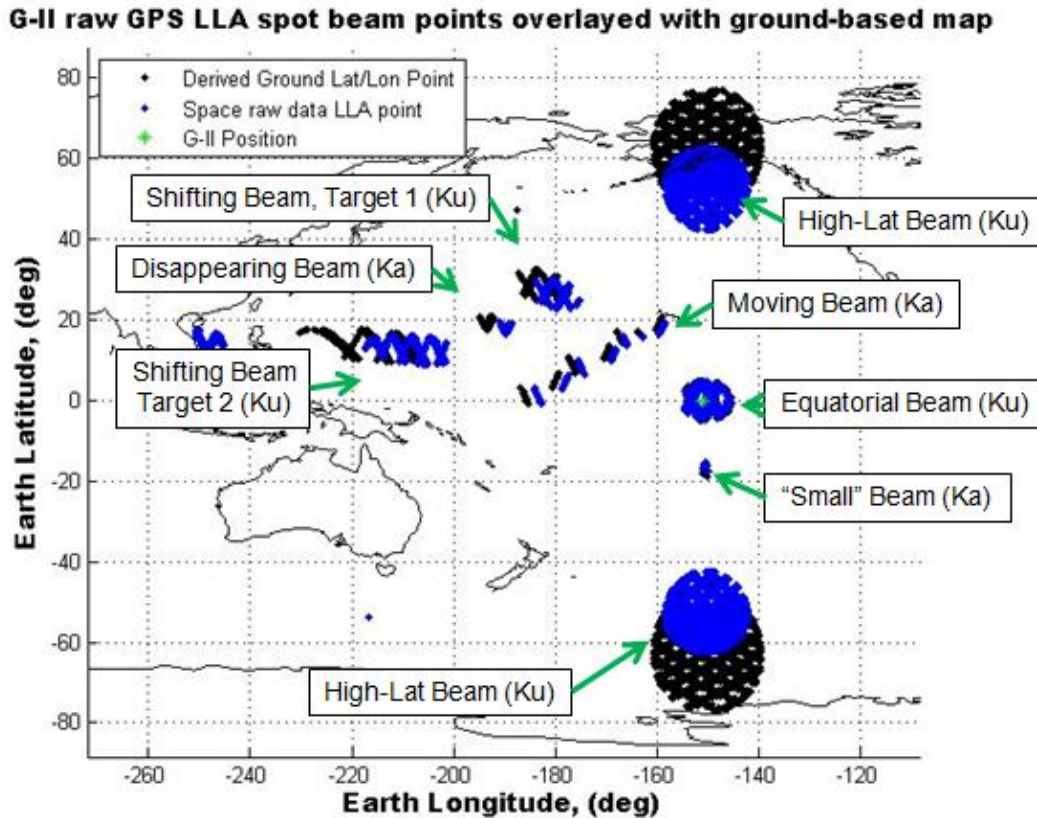 G-II raw GPS LLA spot beam points overlayed with ground-based map
Derived Ground Lat/Lon Point
Space raw data LLA point
G-II Position
Shifting Beam, Target 1 (Ku)
High-Lat Beam (Ku)
Disappearing Beam (Ka)
Moving Beam (Ka)
Shifting Beam
Target 2 (Ku)
Equatorial Beam (Ku)
“Small” Beam (Ka)
High-Lat Beam (Ku)
80
60
40
20
0
-20
-40
-60
-80
Earth Latitude, (deg)
-260 -240 -220 -200 -180 -160 -140 -120
Earth Longitude, (deg)